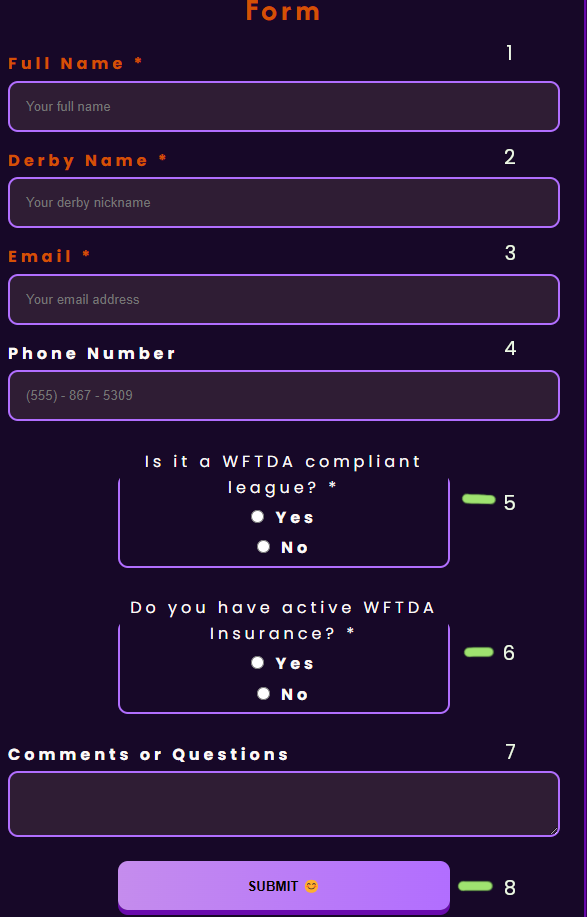 Form
1
Full Name *
Your full name
2
Derby Name *
Your derby nickname
3
Email *
Your email address
4
Phone Number
(555) - 867 - 5309
Is it a WFTDA compliant
league? *
5
Yes
No
Do you have active WFTDA
Insurance? *
6
Yes
No
7
Comments or Questions
SUBMIT 😊
8